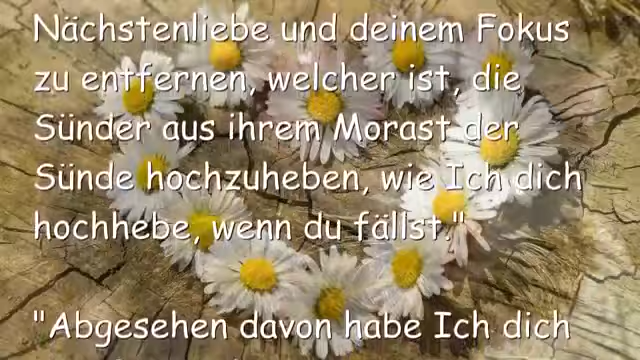 Nächstenliebe und deinem Fokus
zu entfernen, welcher ist, die
Sünder aus ihrem Morast der
Sünde hochzuheben, wie Ich dich
hochhebe, wenn du fällst."
"Abgesehen davon habe Ich dich